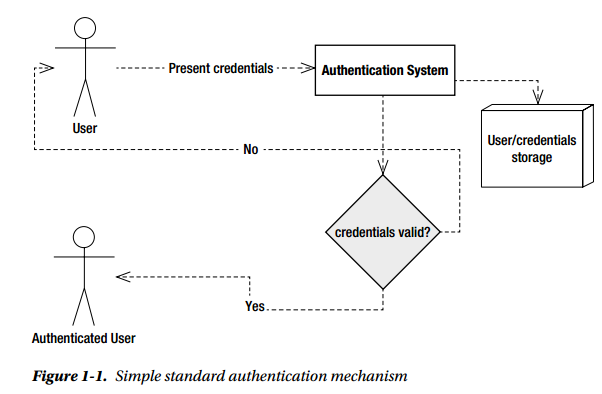 Present credentials
Authentication System
User
User/credentials
storage
No
credentials valid?
Yes
Authenticated User
Figure 1-1. Simple standard authentication mechanism